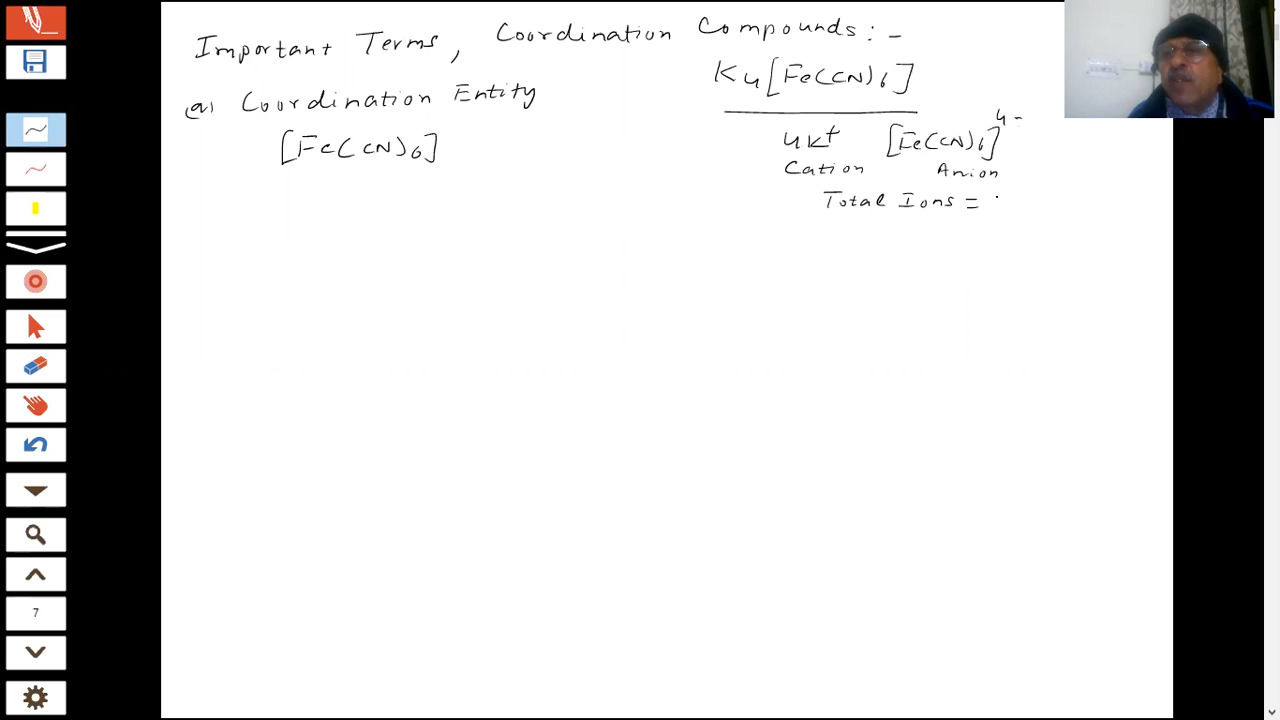 Important Terms, Coordination Compounds:-
(a) Coordination Entity
[Fe(CN)6]
K4[Fe(CN)6]
4K+ [Fe(CN)6]4-
Cation Anion
Total Ions =
7